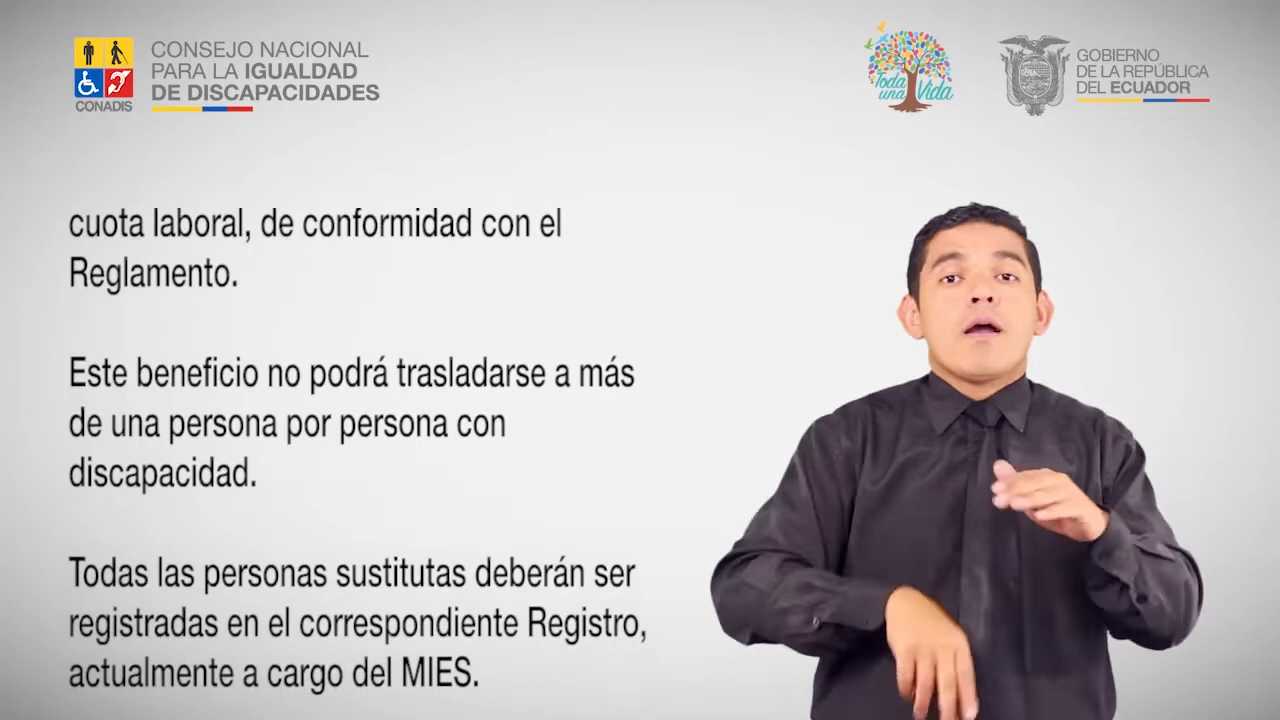 CONADIS
CONSEJO NACIONAL
PARA LA IGUALDAD
DE DISCAPACIDADES
Toda
una Vida
GOBIERNO
DE LA REPÚBLICA
DEL ECUADOR
cuota laboral, de conformidad con el
Reglamento.
Este beneficio no podrá trasladarse a más
de una persona por persona con
discapacidad.
Todas las personas sustitutas deberán ser
registradas en el correspondiente Registro,
actualmente a cargo del MIES.